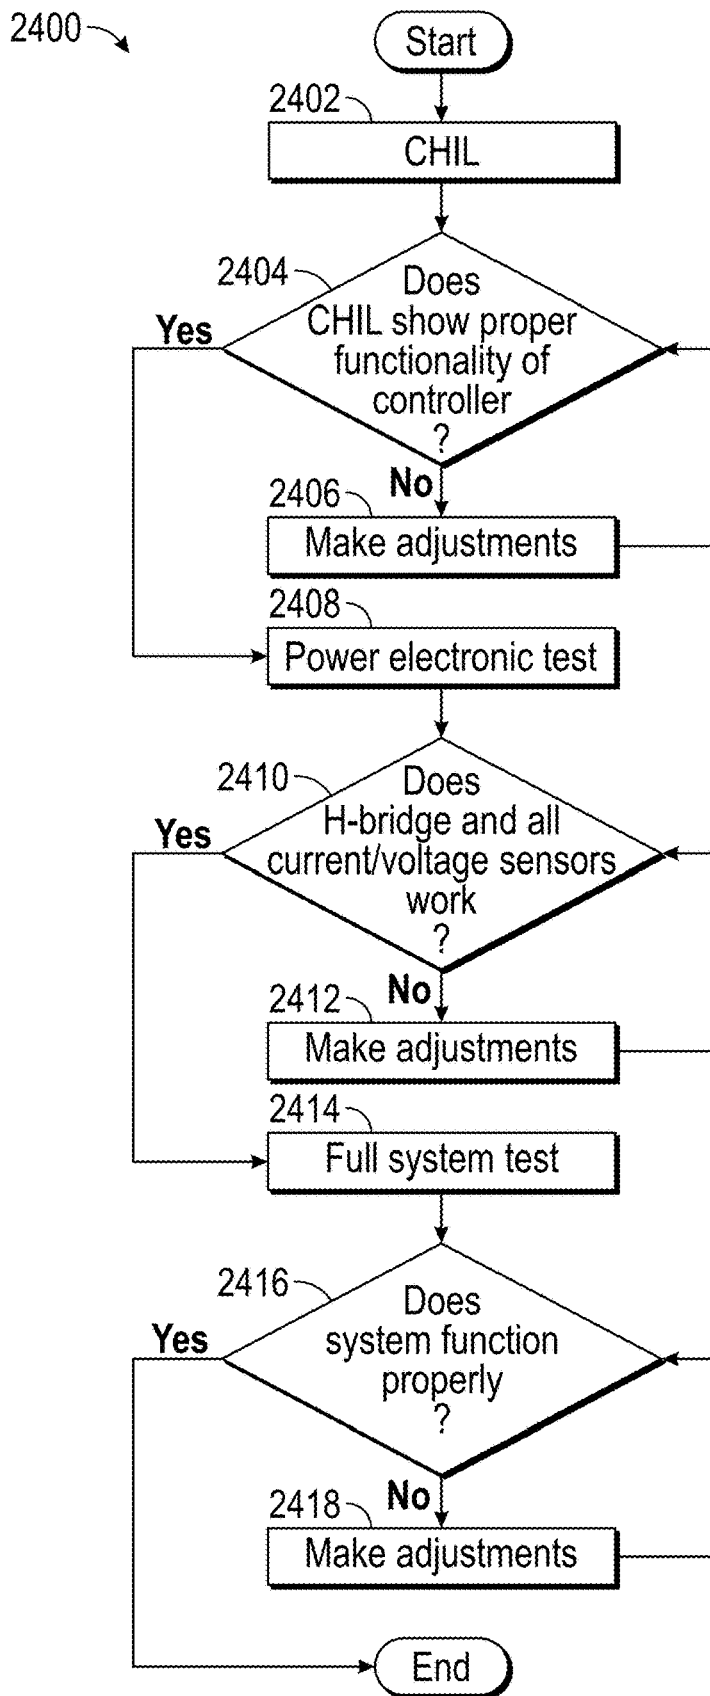 2400
Start
2402
CHIL
2404
Does
CHIL show proper
functionality of
controller
?
Yes
No
2406
Make adjustments
2408
Power electronic test
2410
Does
H-bridge and all
current/voltage sensors
work
?
Yes
No
2412
Make adjustments
2414
Full system test
2416
Does
system function
properly
?
Yes
No
2418
Make adjustments
End